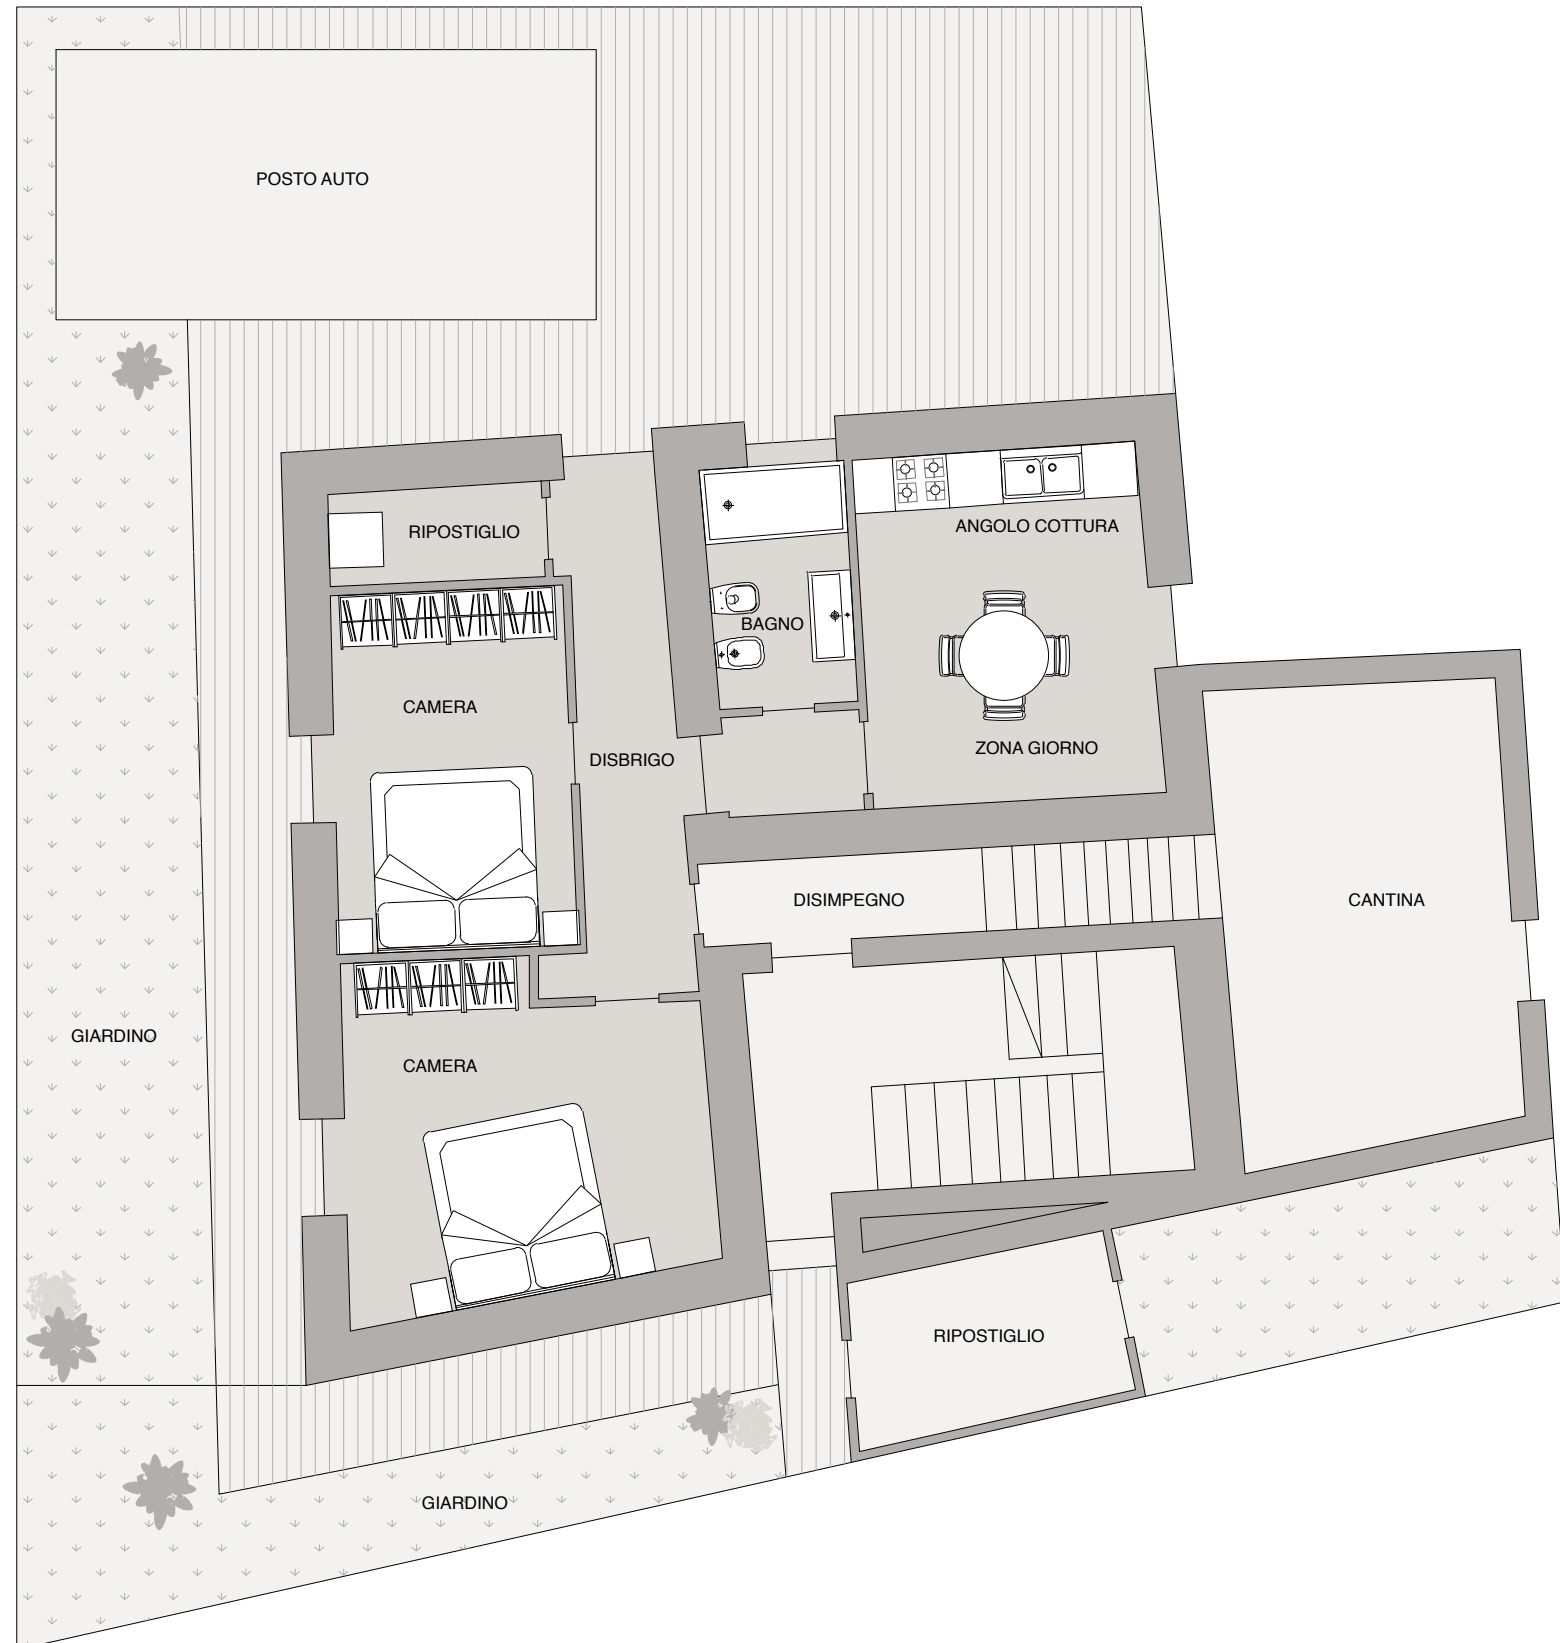 POSTO AUTO
RIPOSTIGLIO
ANGOLO COTTURA
BAGNO
CAMERA
ZONA GIORNO
DISBRIGO
DISIMPEGNO
CANTINA
GIARDINO
CAMERA
RIPOSTIGLIO
GIARDINO